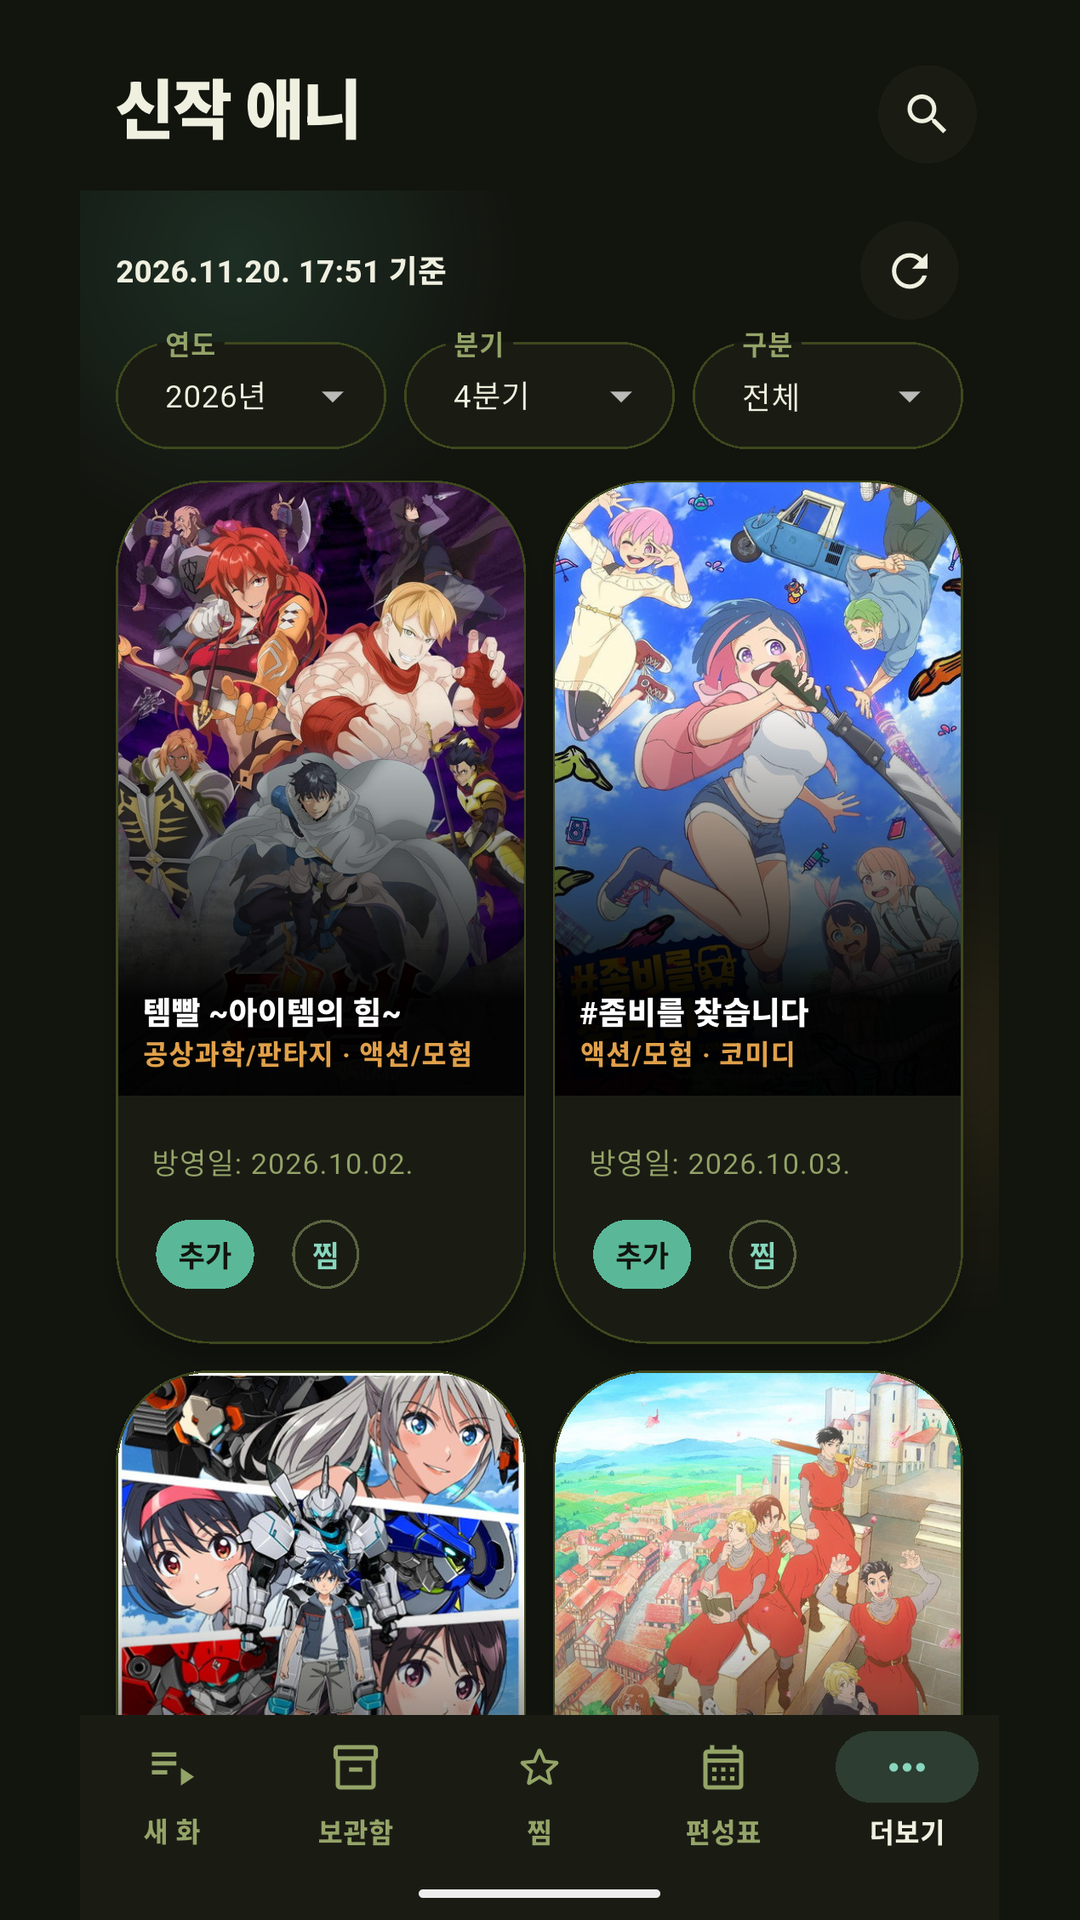 신작 애니
2026.11.20. 17:51 기준
연도
분기
구분
2026년
4분기
전체
#좀비를
템빨 ~아이템의 힘~
공상과학/판타지 · 액션/모험
#좀비를 찾습니다
액션/모험 · 코미디
방영일: 2026.10.02.
방영일: 2026.10.03.
추가
찜
추가
찜
새 화
보관함
찜
편성표
더보기